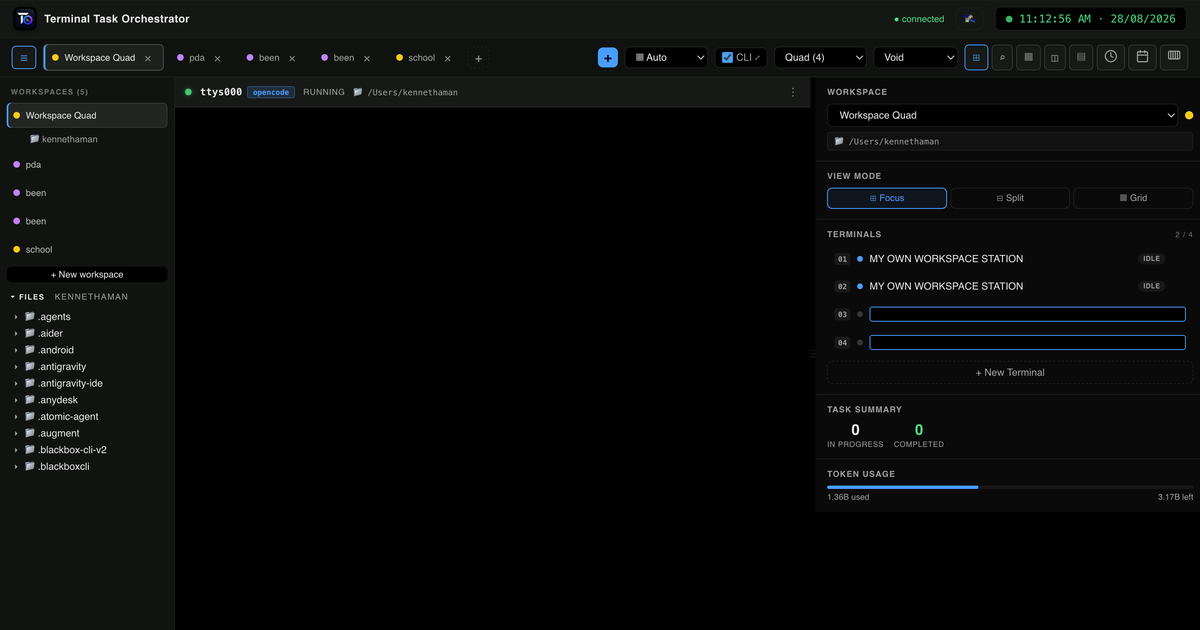 Terminal Task Orchestrator
connected
11:12:56 AM · 28/08/2026
Workspace Quad
pda
been
been
school
Auto
CLI
Quad (4)
Void
WORKSPACES (5)
Workspace Quad
kennethaman
pda
been
been
school
+ New workspace
FILES KENNETHAMAN
.agents
.aider
.android
.antigravity
.antigravity-ide
.anydesk
.atomic-agent
.augment
.blackbox-cli-v2
.blackboxcli
ttys000 opencode RUNNING /Users/kennethaman
WORKSPACE
Workspace Quad
/Users/kennethaman
VIEW MODE
Focus
Split
Grid
TERMINALS 2 / 4
01 MY OWN WORKSPACE STATION IDLE
02 MY OWN WORKSPACE STATION IDLE
03
04
+ New Terminal
TASK SUMMARY
0 IN PROGRESS
0 COMPLETED
TOKEN USAGE
1.36B used 3.17B left